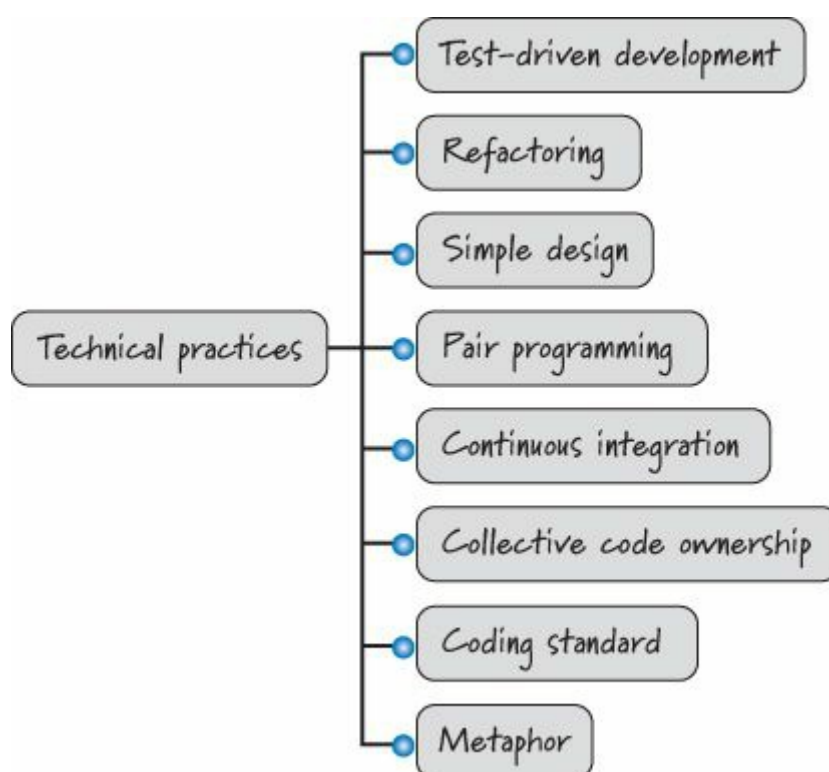 Test-driven development
Refactoring
Simple design
Technical practices
Pair programming
Continuous integration
Collective code ownership
Coding standard
Metaphor